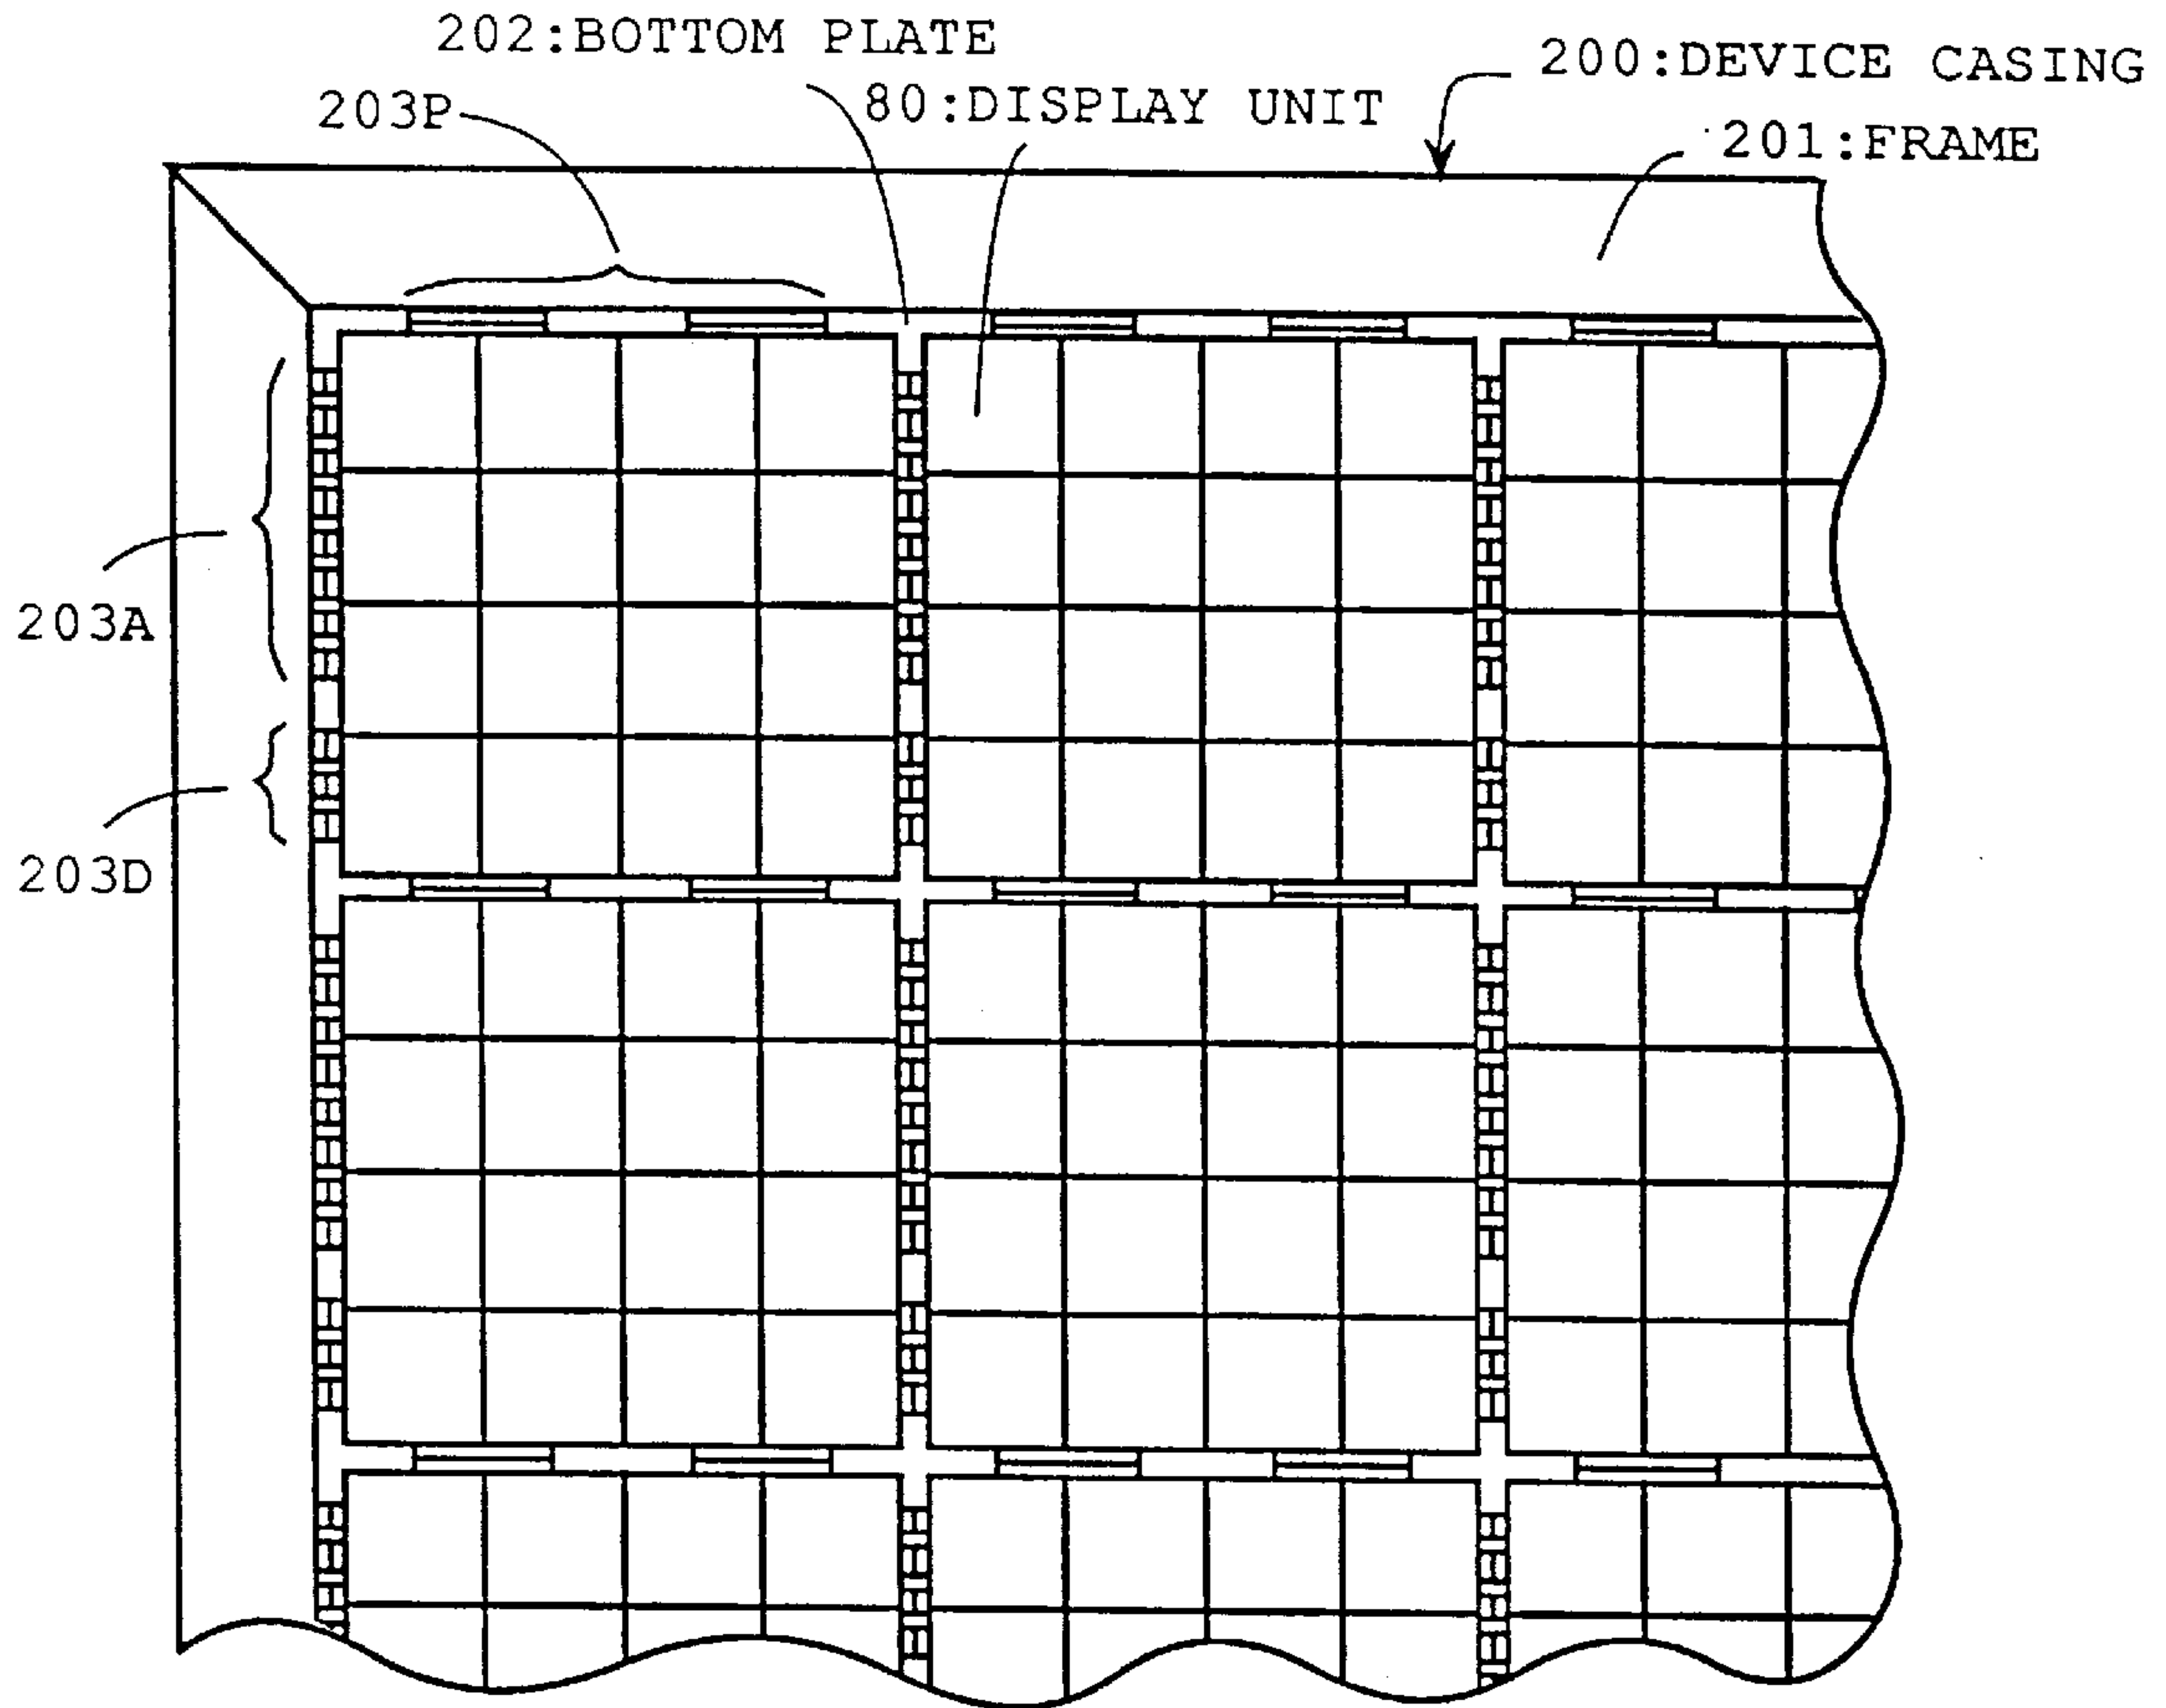 202:BOTTOM PLATE
200:DEVICE CASING
80:DISPLAY UNIT
203P
201:FRAME
203A
203D